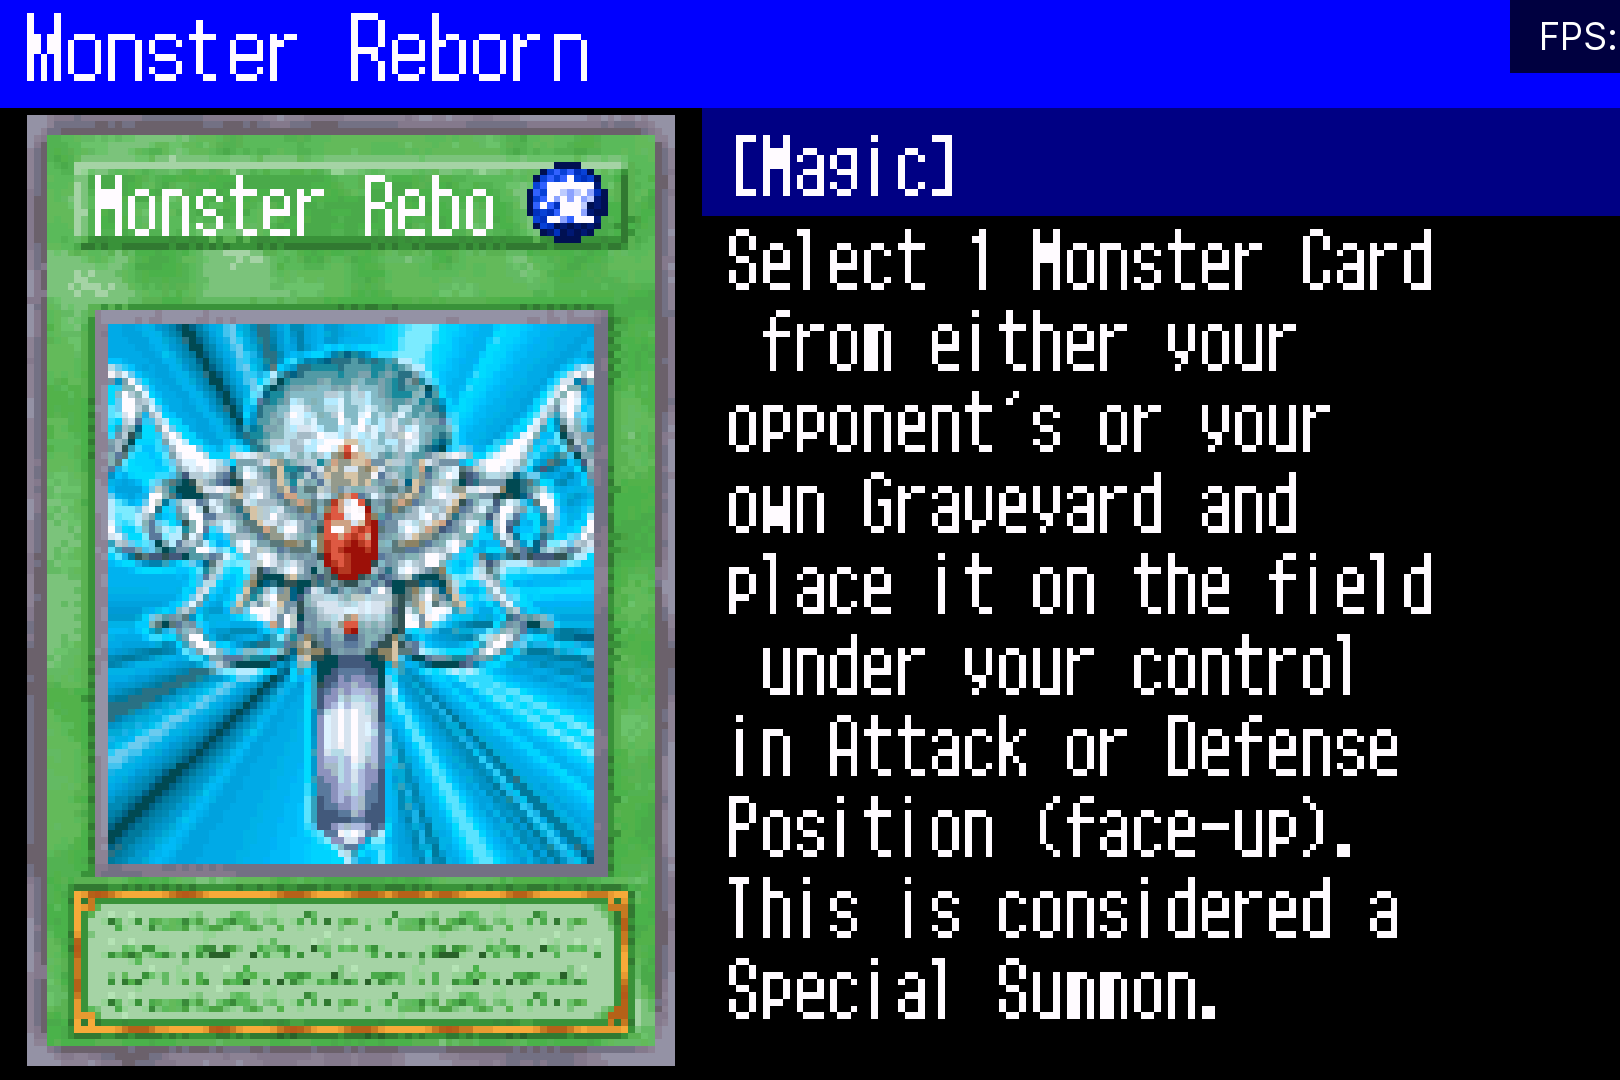 Monster Reborn
FPS:
Monster Rebo
[Magic]
Select 1 Monster Card
from either your
opponent's or your
own Graveyard and
place it on the field
under your control
in Attack or Defense
Position (face-up).
This is considered a
Special Summon.